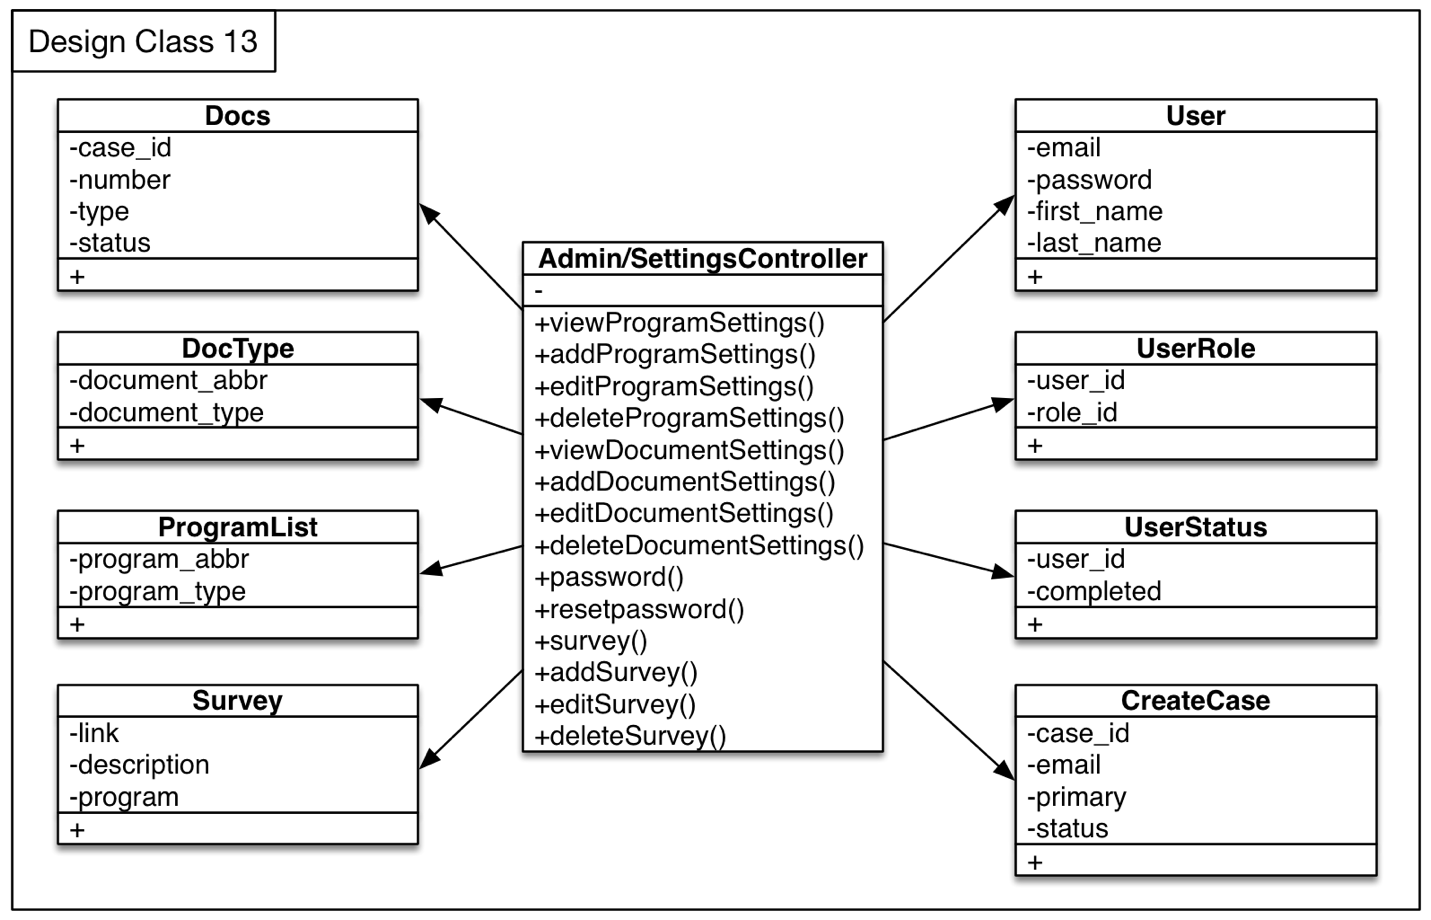 Design Class 13
Docs
-case_id
-number
-type
-status
+
DocType
-document_abbr
-document_type
+
ProgramList
-program_abbr
-program_type
+
Survey
-link
-description
-program
+
Admin/SettingsController
-
+viewProgramSettings()
+addProgramSettings()
+editProgramSettings()
+deleteProgramSettings()
+viewDocumentSettings()
+addDocumentSettings()
+editDocumentSettings()
+deleteDocumentSettings()
+password()
+resetpassword()
+survey()
+addSurvey()
+editSurvey()
+deleteSurvey()
User
-email
-password
-first_name
-last_name
+
UserRole
-user_id
-role_id
+
UserStatus
-user_id
-completed
+
CreateCase
-case_id
-email
-primary
-status
+